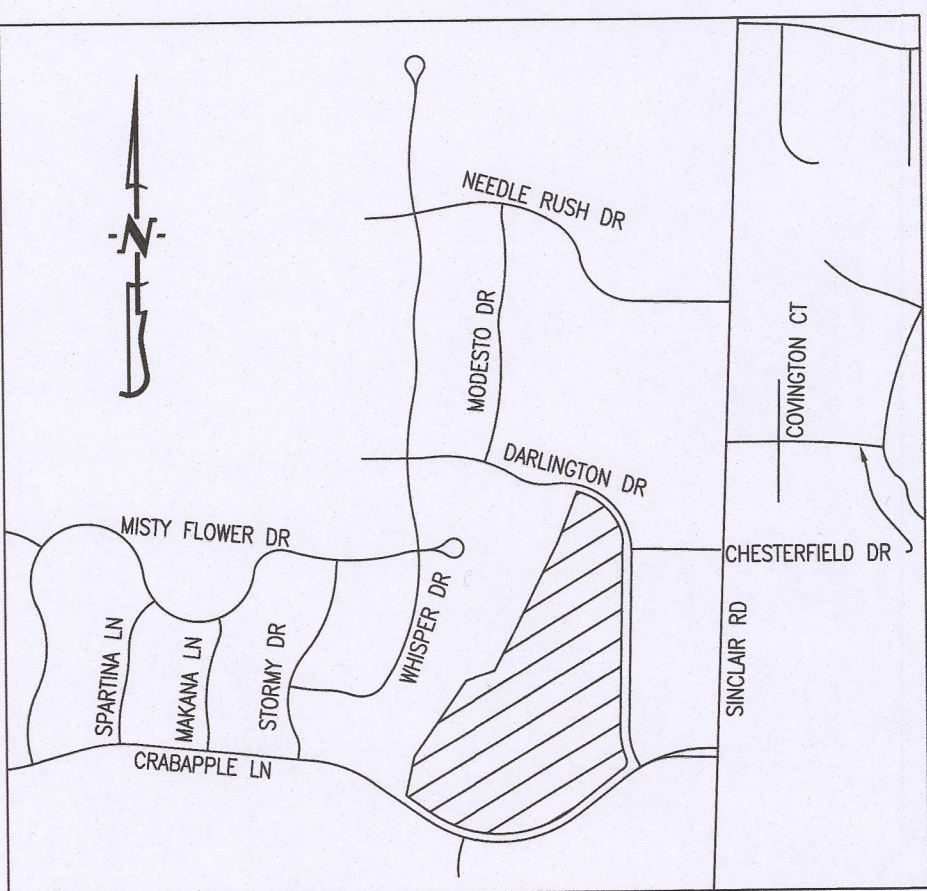 NEEDLE RUSH DR
-N-
MODESTO DR
COVINGTON CT
DARLINGTON DR
MISTY FLOWER DR
CHESTERFIELD DR
WHISPER DR
SPARTINA LN
MAKANA LN
STORMY DR
SINCLAIR RD
CRABAPPLE LN